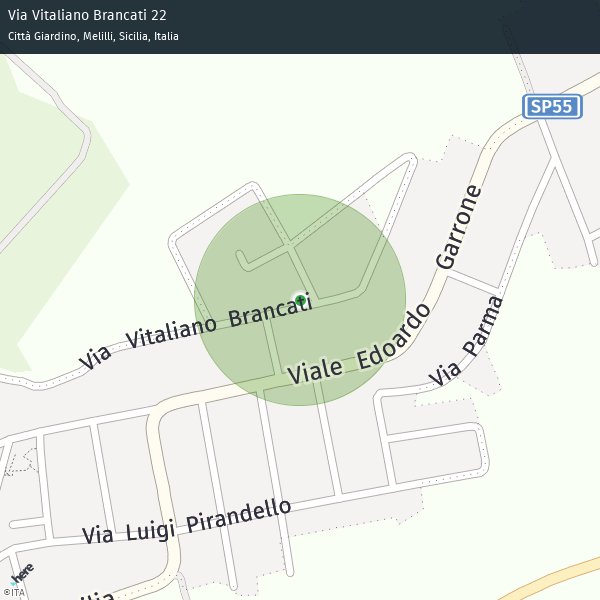 Via Vitaliano Brancati 22
Città Giardino, Melilli, Sicilia, Italia
SP55
Viale Edoardo Garrone
Via Vitaliano Brancati
Via Parma
Via Luigi Pirandello
here
©ITA